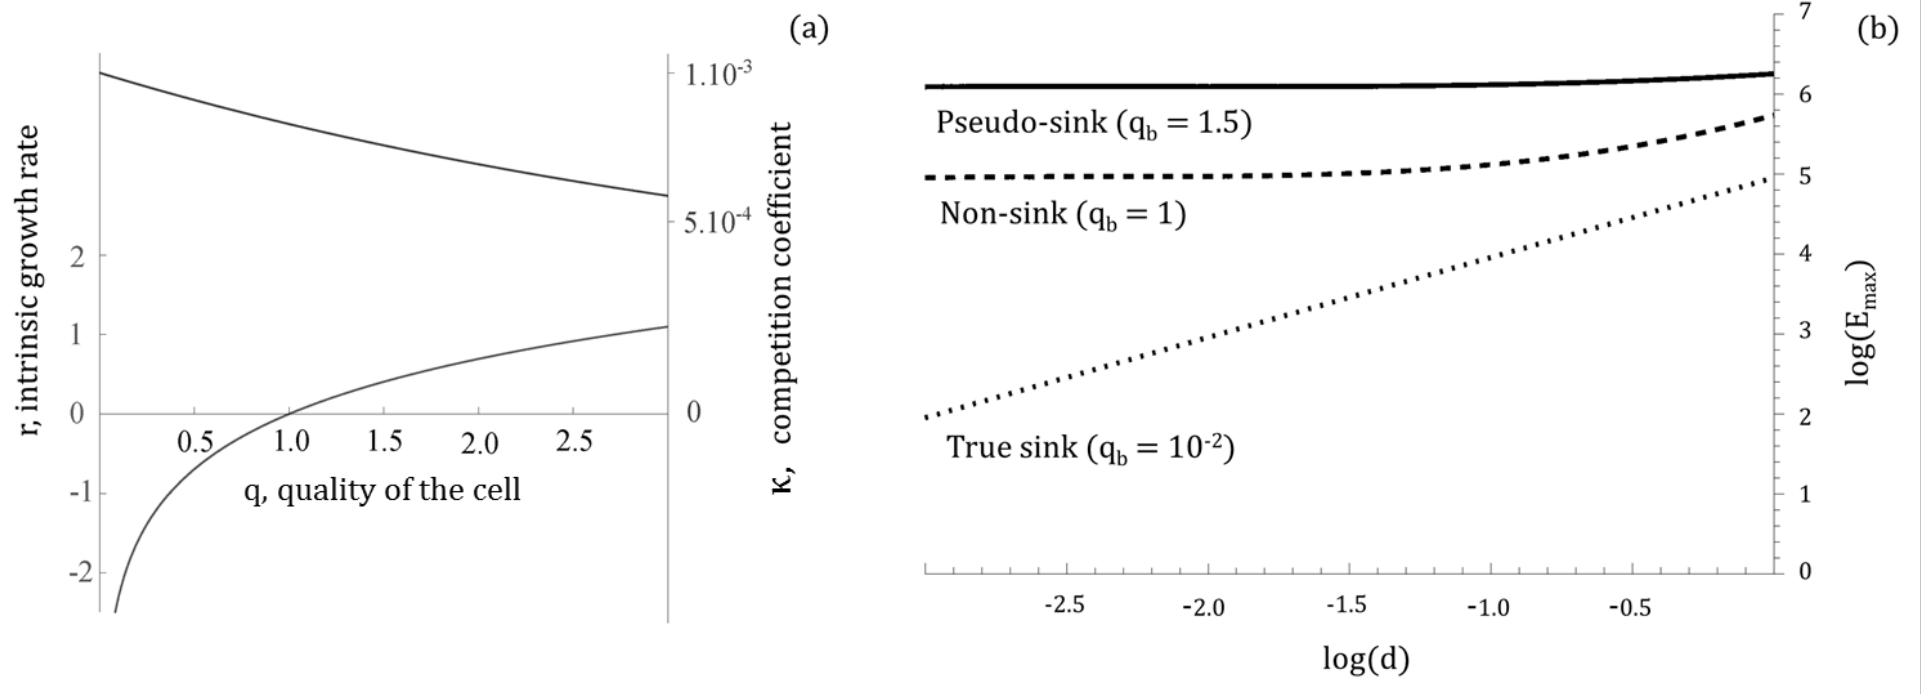 (a)
r, intrinsic growth rate
2
1
0
-1
-2
0.5 1.0 1.5 2.0 2.5
q, quality of the cell
1.10⁻³
5.10⁻⁴
0
κ, competition coefficient
(b)
Pseudo-sink (q_b = 1.5)
Non-sink (q_b = 1)
True sink (q_b = 10⁻²)
7
6
5
4
3
2
1
0
log(E_max)
-2.5 -2.0 -1.5 -1.0 -0.5
log(d)